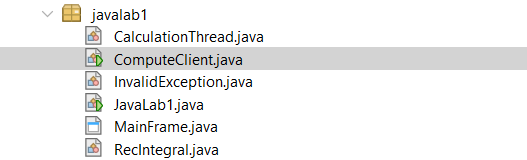 javalab1
CalculationThread.java
ComputeClient.java
InvalidException.java
JavaLab1.java
MainFrame.java
RecIntegral.java